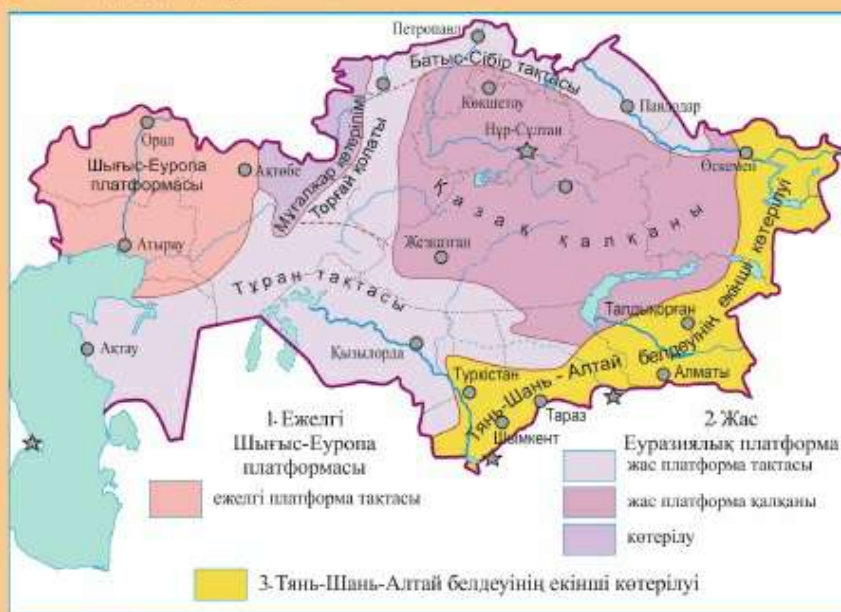 Петропавл
Батыс-Сібір тақтасы
Көкшетау
Павлодар
Нұр-Сұлтан
Орал
Шығыс-Еуропа
платформасы
Ақтөбе
Мұғалжар көтерілімі
Торғай қолаты
Өскемен
Қазақ қалқаны
Атырау
Жезқазған
Тұран тақтасы
Талдықорған
Ақтау
Қызылорда
Түркістан
Алматы
Тараз
Шымкент
Тянь-Шань - Алтай белдеуінің екінші көтерілуі
1-Ежелгі
Шығыс-Еуропа
платформасы
ежелгі платформа тақтасы
2-Жас
Еуразиялық платформа
жас платформа тақтасы
жас платформа қалқаны
көтерілу
3-Тянь-Шань-Алтай белдеуінің екінші көтерілуі